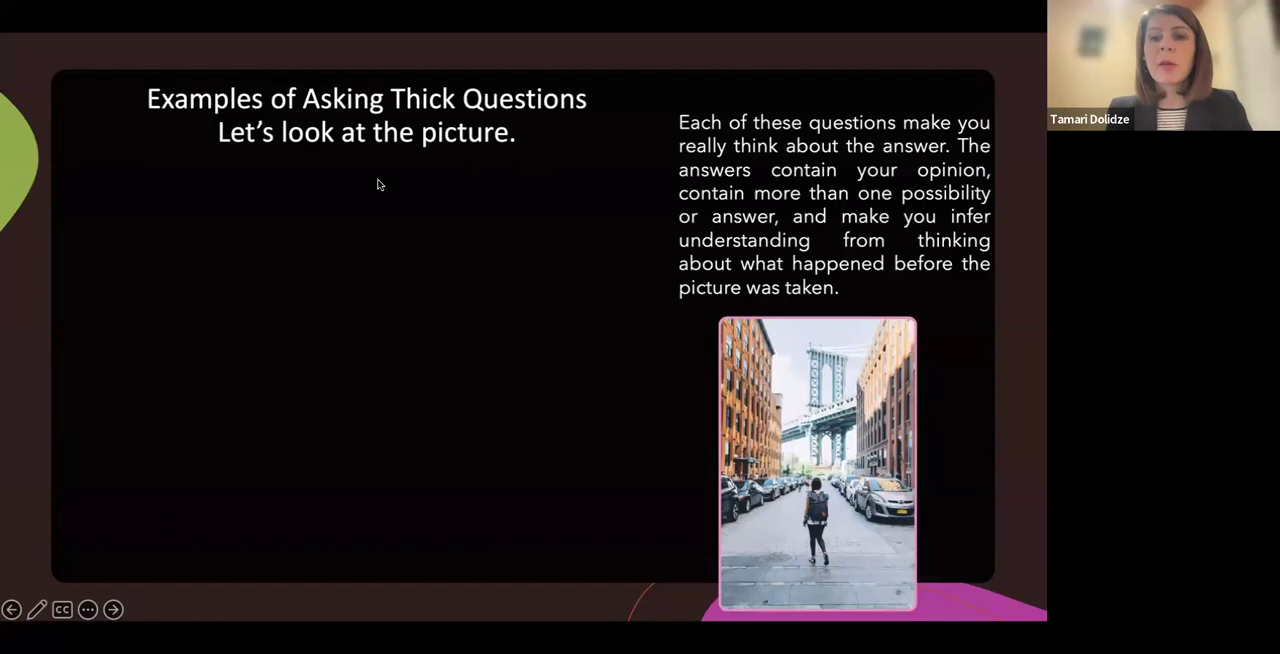 Examples of Asking Thick Questions
Let's look at the picture.
Each of these questions make you
really think about the answer. The
answers contain your opinion,
contain more than one possibility
or answer, and make you infer
understanding from thinking
about what happened before the
picture was taken.
Tamari Dolidze
CC